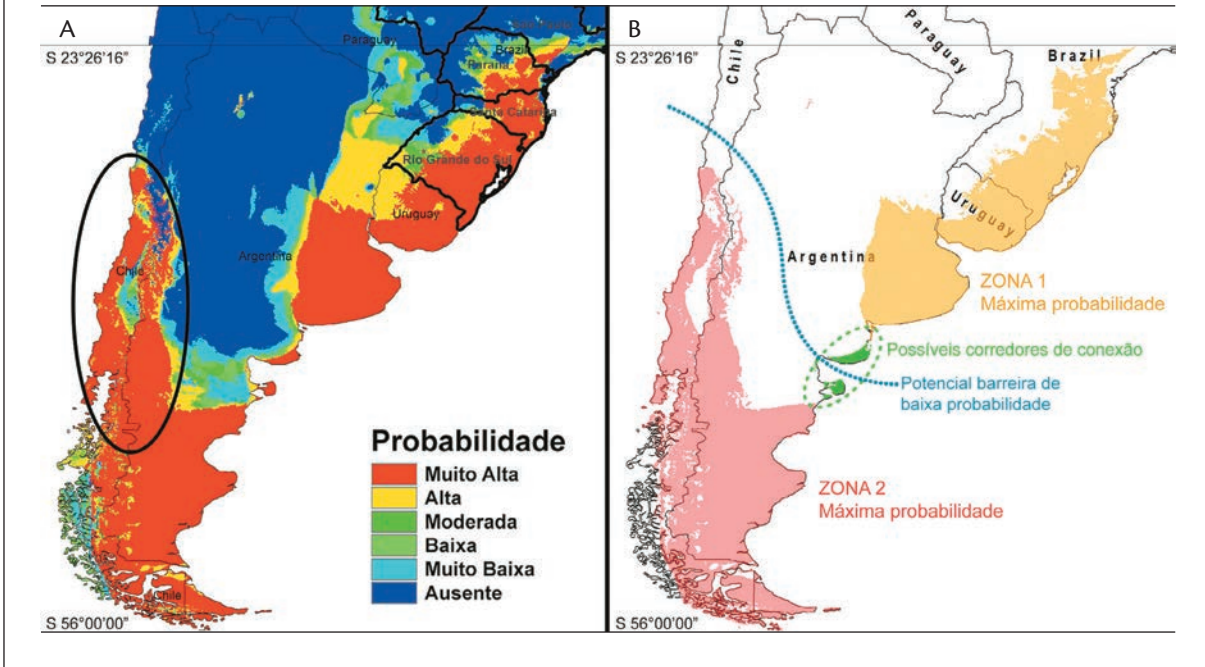 A
S 23°26'16"
Paraguay
São Paulo
Brazil
Paraná
Santa Catarina
Rio Grande do Sul
Uruguay
Argentina
Chile
Probabilidade
Muito Alta
Alta
Moderada
Baixa
Muito Baixa
Ausente
Chile
S 56°00'00"
B
S 23°26'16"
Chile
Paraguay
Brazil
Uruguay
Argentina
ZONA 1
Máxima probabilidade
Possíveis corredores de conexão
Potencial barreira de
baixa probabilidade
ZONA 2
Máxima probabilidade
S 56°00'00"